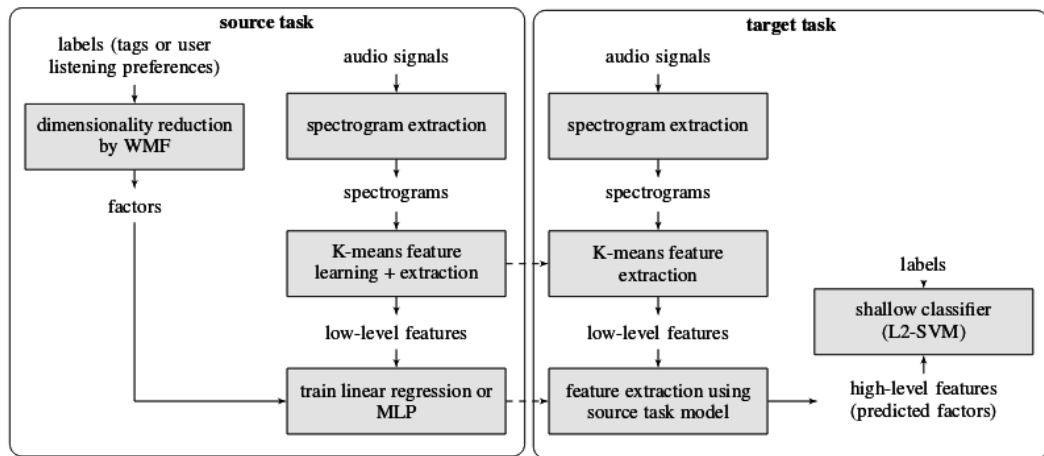 source task
labels (tags or user
listening preferences)
dimensionality reduction
by WMF
factors
audio signals
spectrogram extraction
spectrograms
K-means feature
learning + extraction
low-level features
train linear regression or
MLP
target task
audio signals
spectrogram extraction
spectrograms
K-means feature
extraction
low-level features
feature extraction using
source task model
labels
shallow classifier
(L2-SVM)
high-level features
(predicted factors)